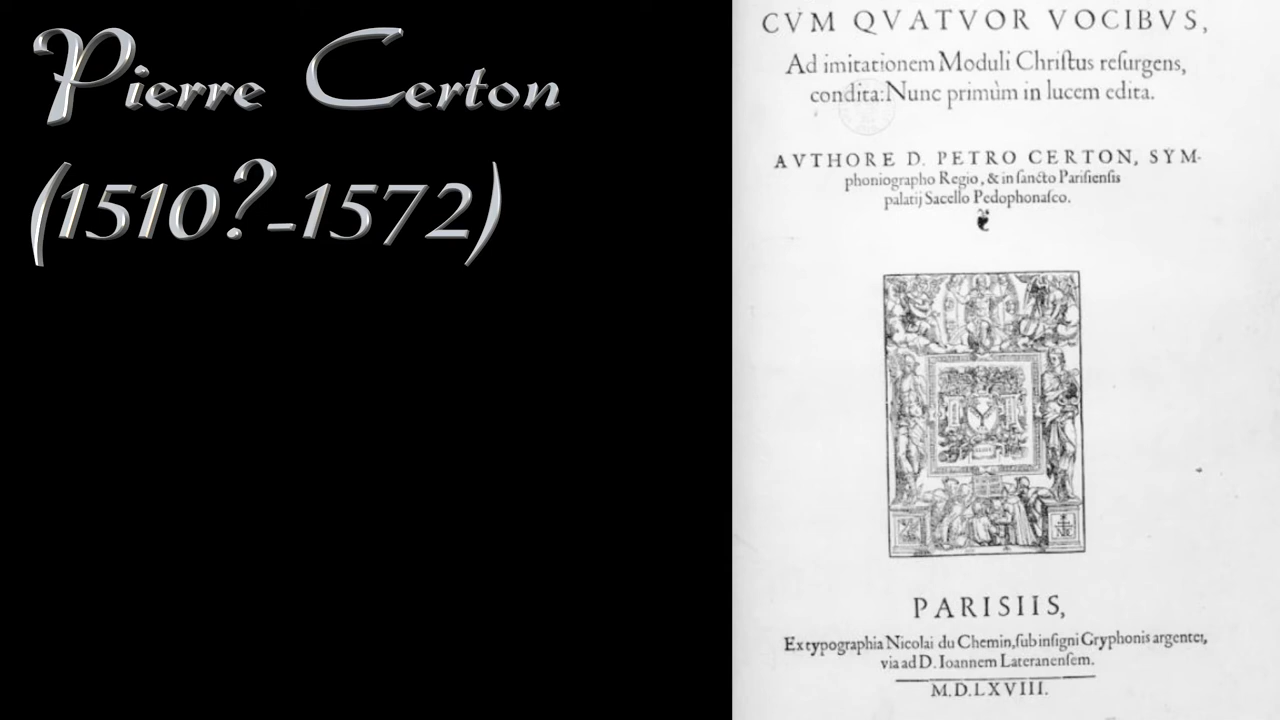 Pierre Certon
(1510?-1572)
CVM QVATVOR VOCIBVS,
Ad imitationem Moduli Chriſtus reſurgens,
condita: Nunc primùm in lucem edita.
AVTHORE D. PETRO CERTON, SYM-
phoniographo Regio, & in ſancto Pariſienſis
palatij Sacello Pedophonaſco.
PARISIIS,
Ex typographia Nicolai du Chemin, ſub inſigni Gryphonis argentei,
via ad D. Ioannem Lateranenſem.
M.D.LXVIII.